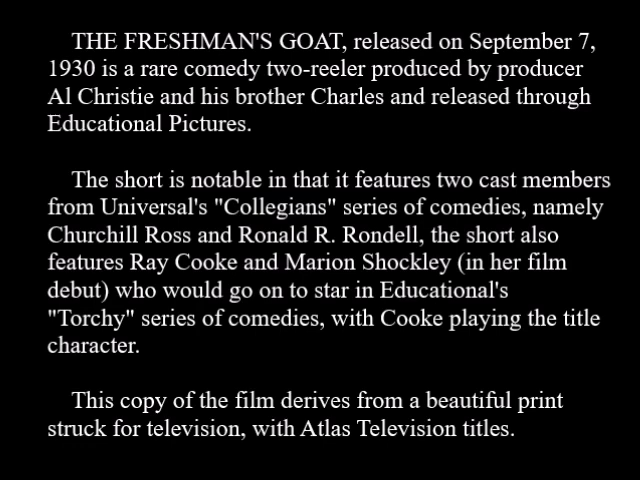 THE FRESHMAN'S GOAT, released on September 7,
1930 is a rare comedy two-reeler produced by producer
Al Christie and his brother Charles and released through
Educational Pictures.
The short is notable in that it features two cast members
from Universal's "Collegians" series of comedies, namely
Churchill Ross and Ronald R. Rondell, the short also
features Ray Cooke and Marion Shockley (in her film
debut) who would go on to star in Educational's
"Torchy" series of comedies, with Cooke playing the title
character.
This copy of the film derives from a beautiful print
struck for television, with Atlas Television titles.